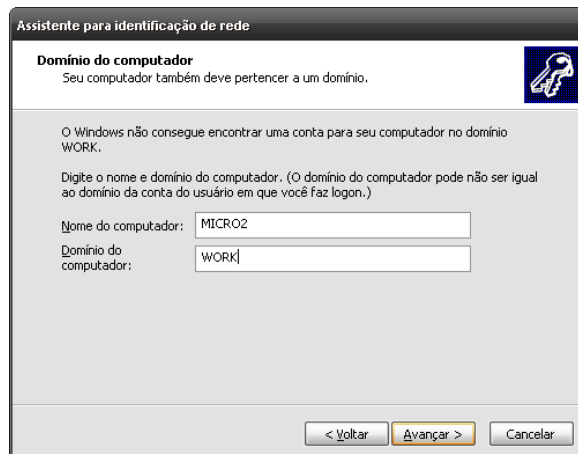 Assistente para identificação de rede
Domínio do computador
Seu computador também deve pertencer a um domínio.
O Windows não consegue encontrar uma conta para seu computador no domínio
WORK.
Digite o nome e domínio do computador. (O domínio do computador pode não ser igual
ao domínio da conta do usuário em que você faz logon.)
Nome do computador: MICRO2
Domínio do
computador: WORK
< Voltar Avançar > Cancelar